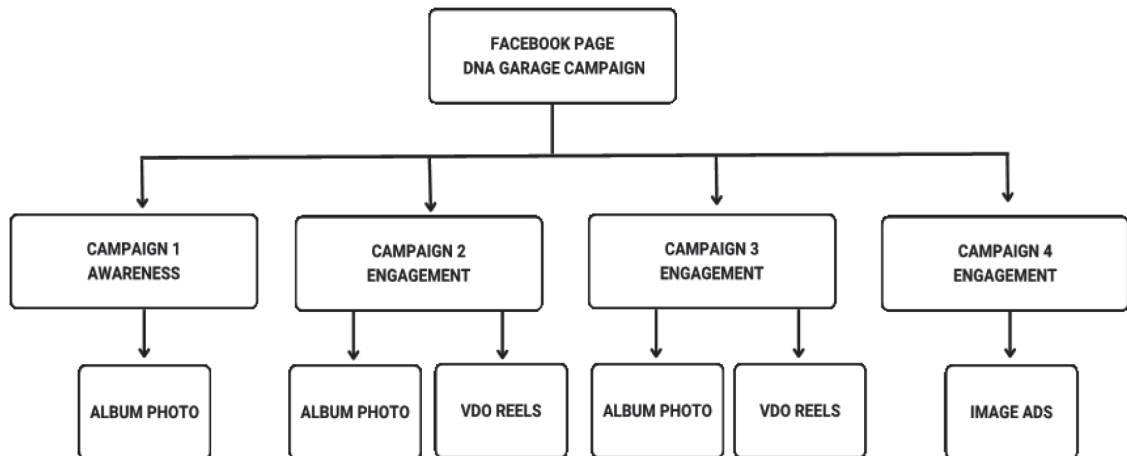 FACEBOOK PAGE
DNA GARAGE CAMPAIGN
CAMPAIGN 1
AWARENESS
CAMPAIGN 2
ENGAGEMENT
CAMPAIGN 3
ENGAGEMENT
CAMPAIGN 4
ENGAGEMENT
ALBUM PHOTO
ALBUM PHOTO
VDO REELS
ALBUM PHOTO
VDO REELS
IMAGE ADS